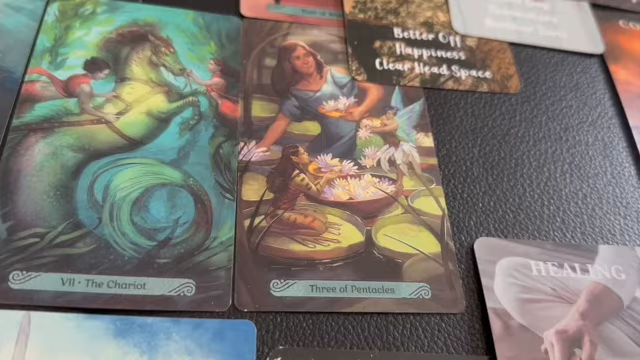 Better Off
Happiness
Clear Head Space
VII • The Chariot
Three of Pentacles
HEALING